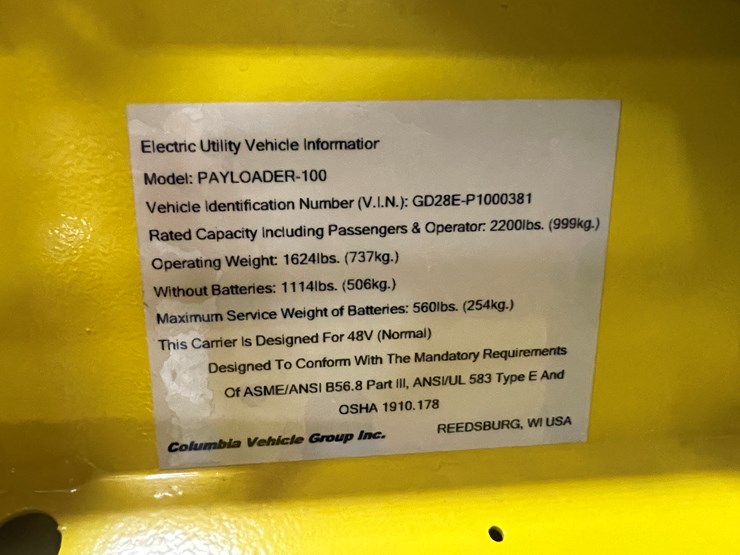 Electric Utility Vehicle Informatior
Model: PAYLOADER-100
Vehicle Identification Number (V.I.N.): GD28E-P1000381
Rated Capacity Including Passengers & Operator: 2200lbs. (999kg.)
Operating Weight: 1624lbs. (737kg.)
Without Batteries: 1114lbs. (506kg.)
Maximum Service Weight of Batteries: 560lbs. (254kg.)
This Carrier Is Designed For 48V (Normal)
Designed To Conform With The Mandatory Requirements
Of ASME/ANSI B56.8 Part III, ANSI/UL 583 Type E And
OSHA 1910.178
Columbia Vehicle Group Inc. REEDSBURG, WI USA